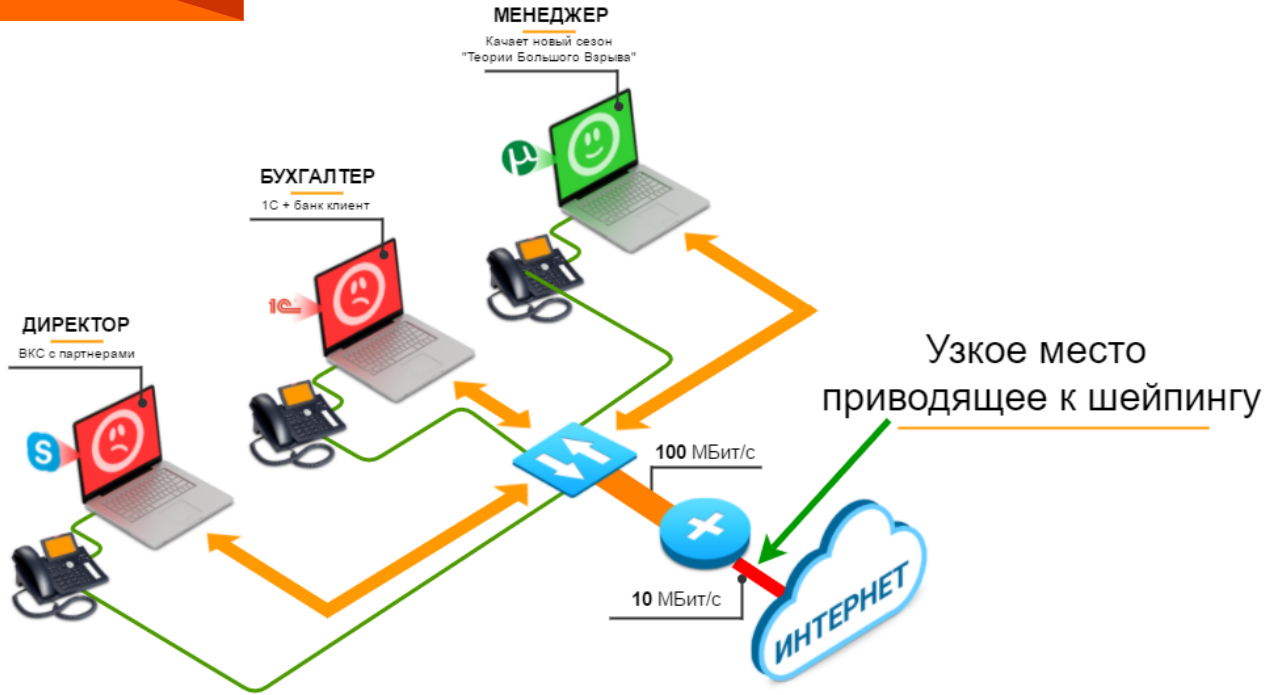 МЕНЕДЖЕР
Качает новый сезон
"Теории Большого Взрыва"
µ
БУХГАЛТЕР
1С + банк клиент
1С
ДИРЕКТОР
ВКС с партнерами
S
Узкое место
приводящее к шейпингу
100 МБит/с
10 МБит/с
ИНТЕРНЕТ